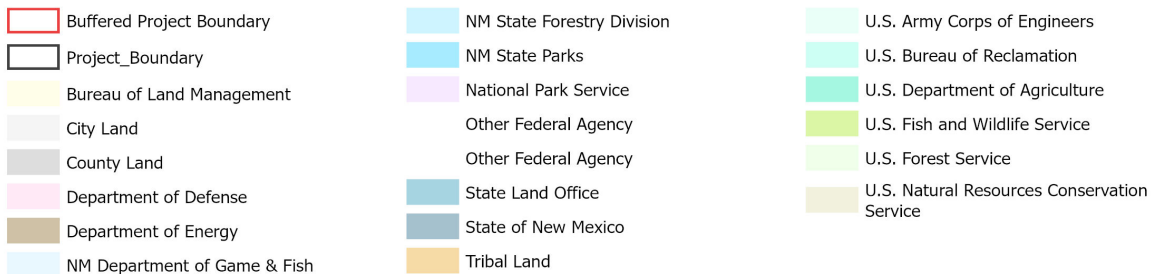 Buffered Project Boundary
Project_Boundary
Bureau of Land Management
City Land
County Land
Department of Defense
Department of Energy
NM Department of Game & Fish
NM State Forestry Division
NM State Parks
National Park Service
Other Federal Agency
Other Federal Agency
State Land Office
State of New Mexico
Tribal Land
U.S. Army Corps of Engineers
U.S. Bureau of Reclamation
U.S. Department of Agriculture
U.S. Fish and Wildlife Service
U.S. Forest Service
U.S. Natural Resources Conservation
Service